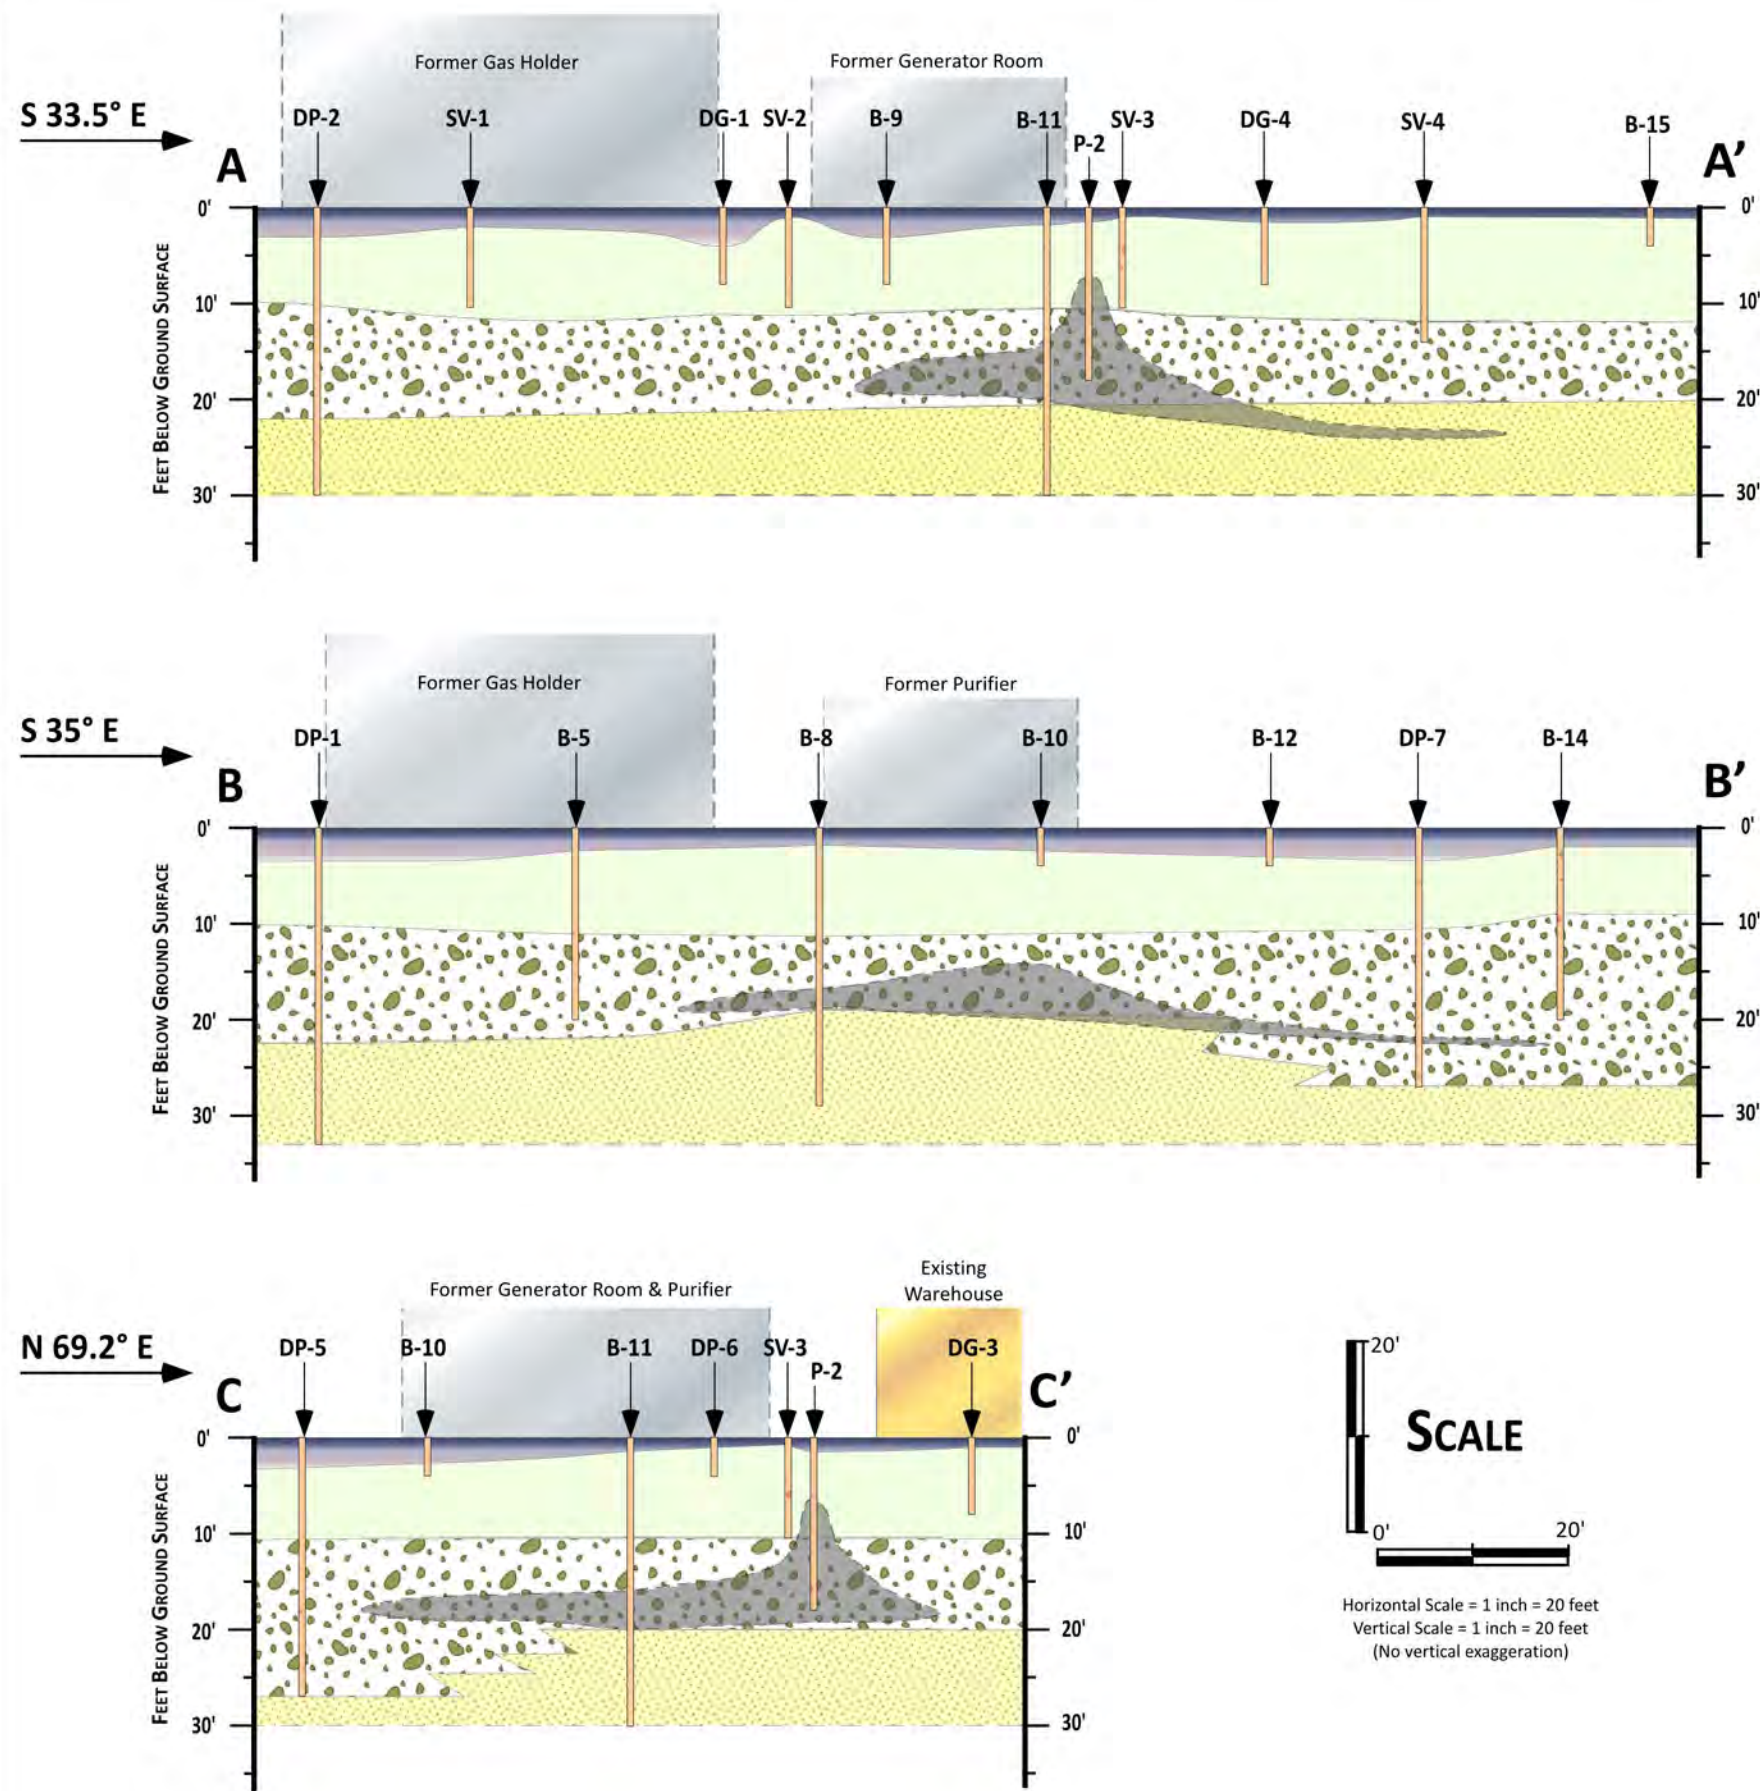 Former Gas Holder
Former Generator Room
S 33.5° E
DP-2
SV-1
DG-1
SV-2
B-9
B-11
P-2
SV-3
DG-4
SV-4
B-15
A
A’
0'
10'
20'
30'
FEET BELOW GROUND SURFACE
0'
10'
20'
30'
Former Gas Holder
Former Purifier
S 35° E
DP-1
B-5
B-8
B-10
B-12
DP-7
B-14
B
B’
0'
10'
20'
30'
FEET BELOW GROUND SURFACE
0'
10'
20'
30'
Former Generator Room & Purifier
Existing
Warehouse
N 69.2° E
DP-5
B-10
B-11
DP-6
SV-3
P-2
DG-3
C
C’
0'
10'
20'
30'
FEET BELOW GROUND SURFACE
0'
10'
20'
30'
20'
SCALE
0'
20'
Horizontal Scale = 1 inch = 20 feet
Vertical Scale = 1 inch = 20 feet
(No vertical exaggeration)